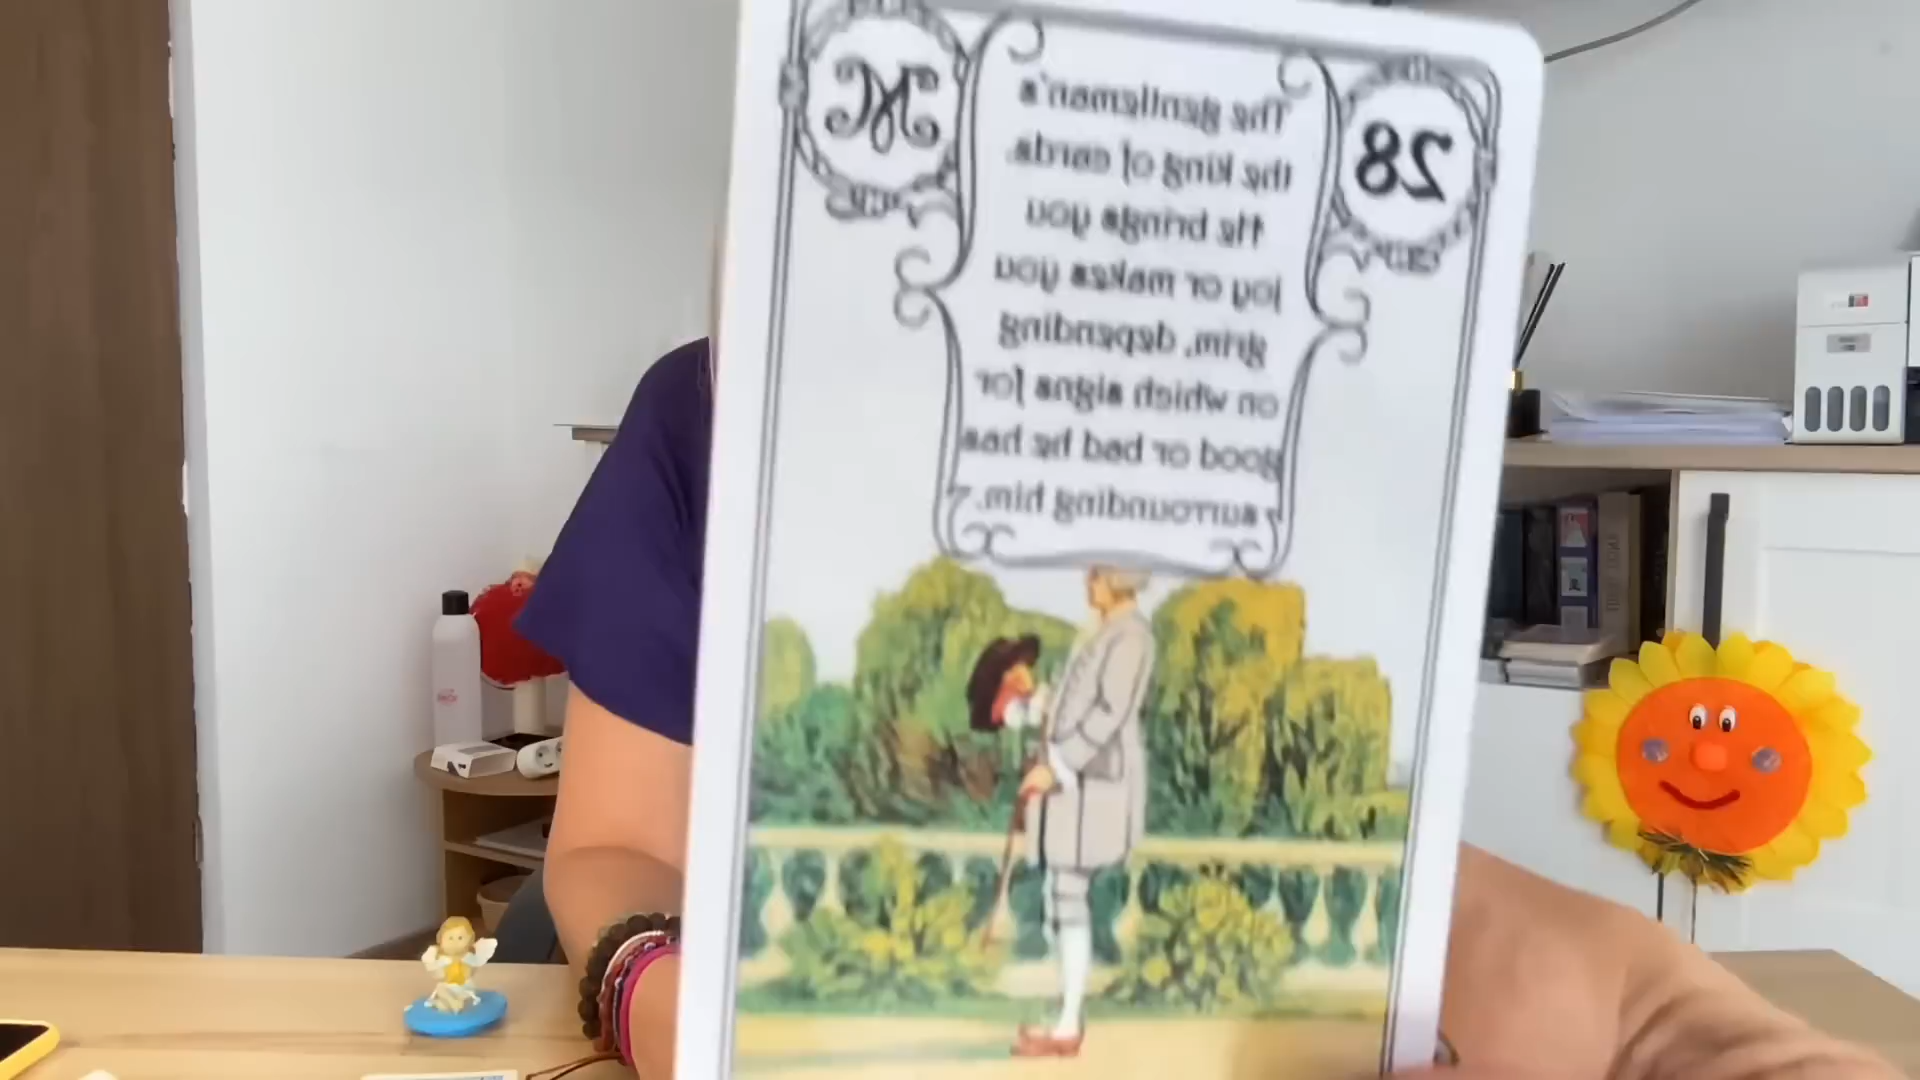 28
M
The gentleman's
the king of cards.
He brings you
joy or makes you
grim, depending
on which signs for
good or bad he has
surrounding him.